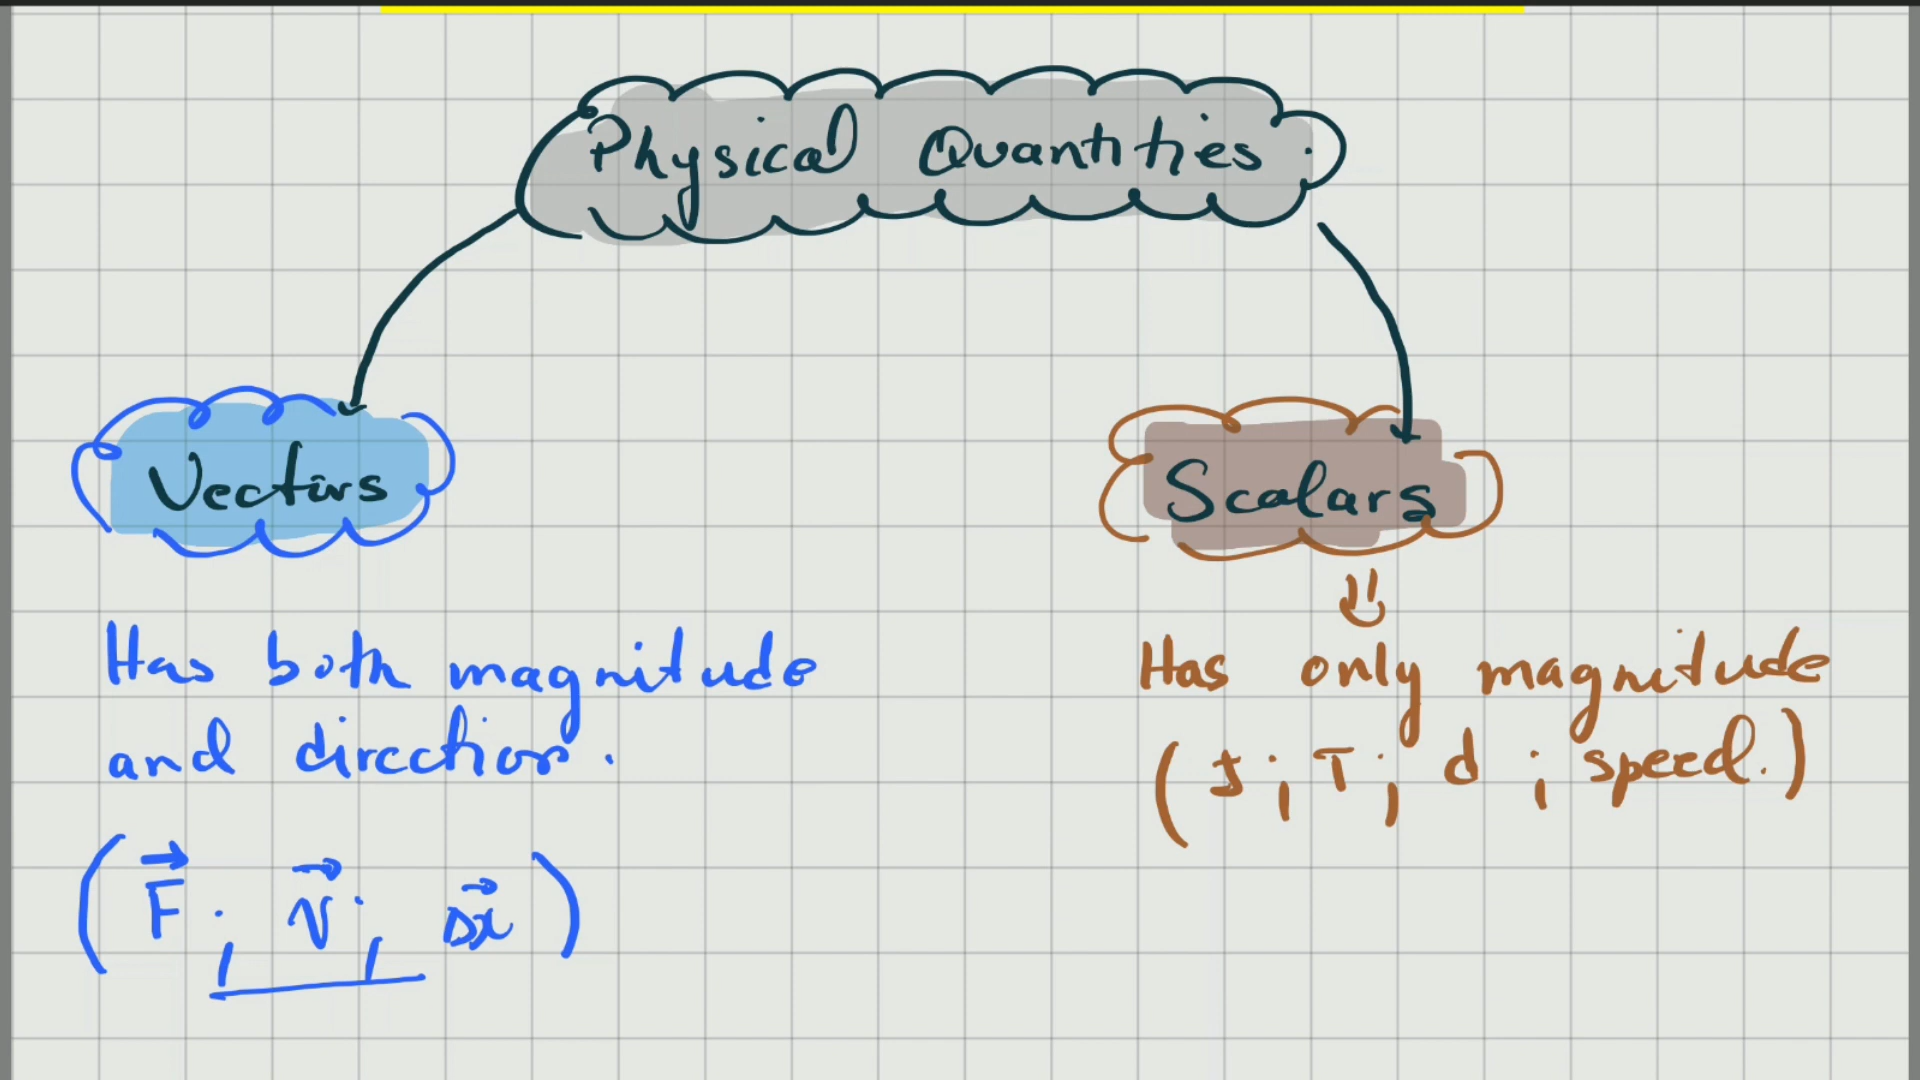 Physical Quantities.
Vectors
Scalars
Has both magnitude
and direction.
(F⃗ ; v⃗ ; Δx⃗)
Has only magnitude
(t ; T ; d ; speed.)